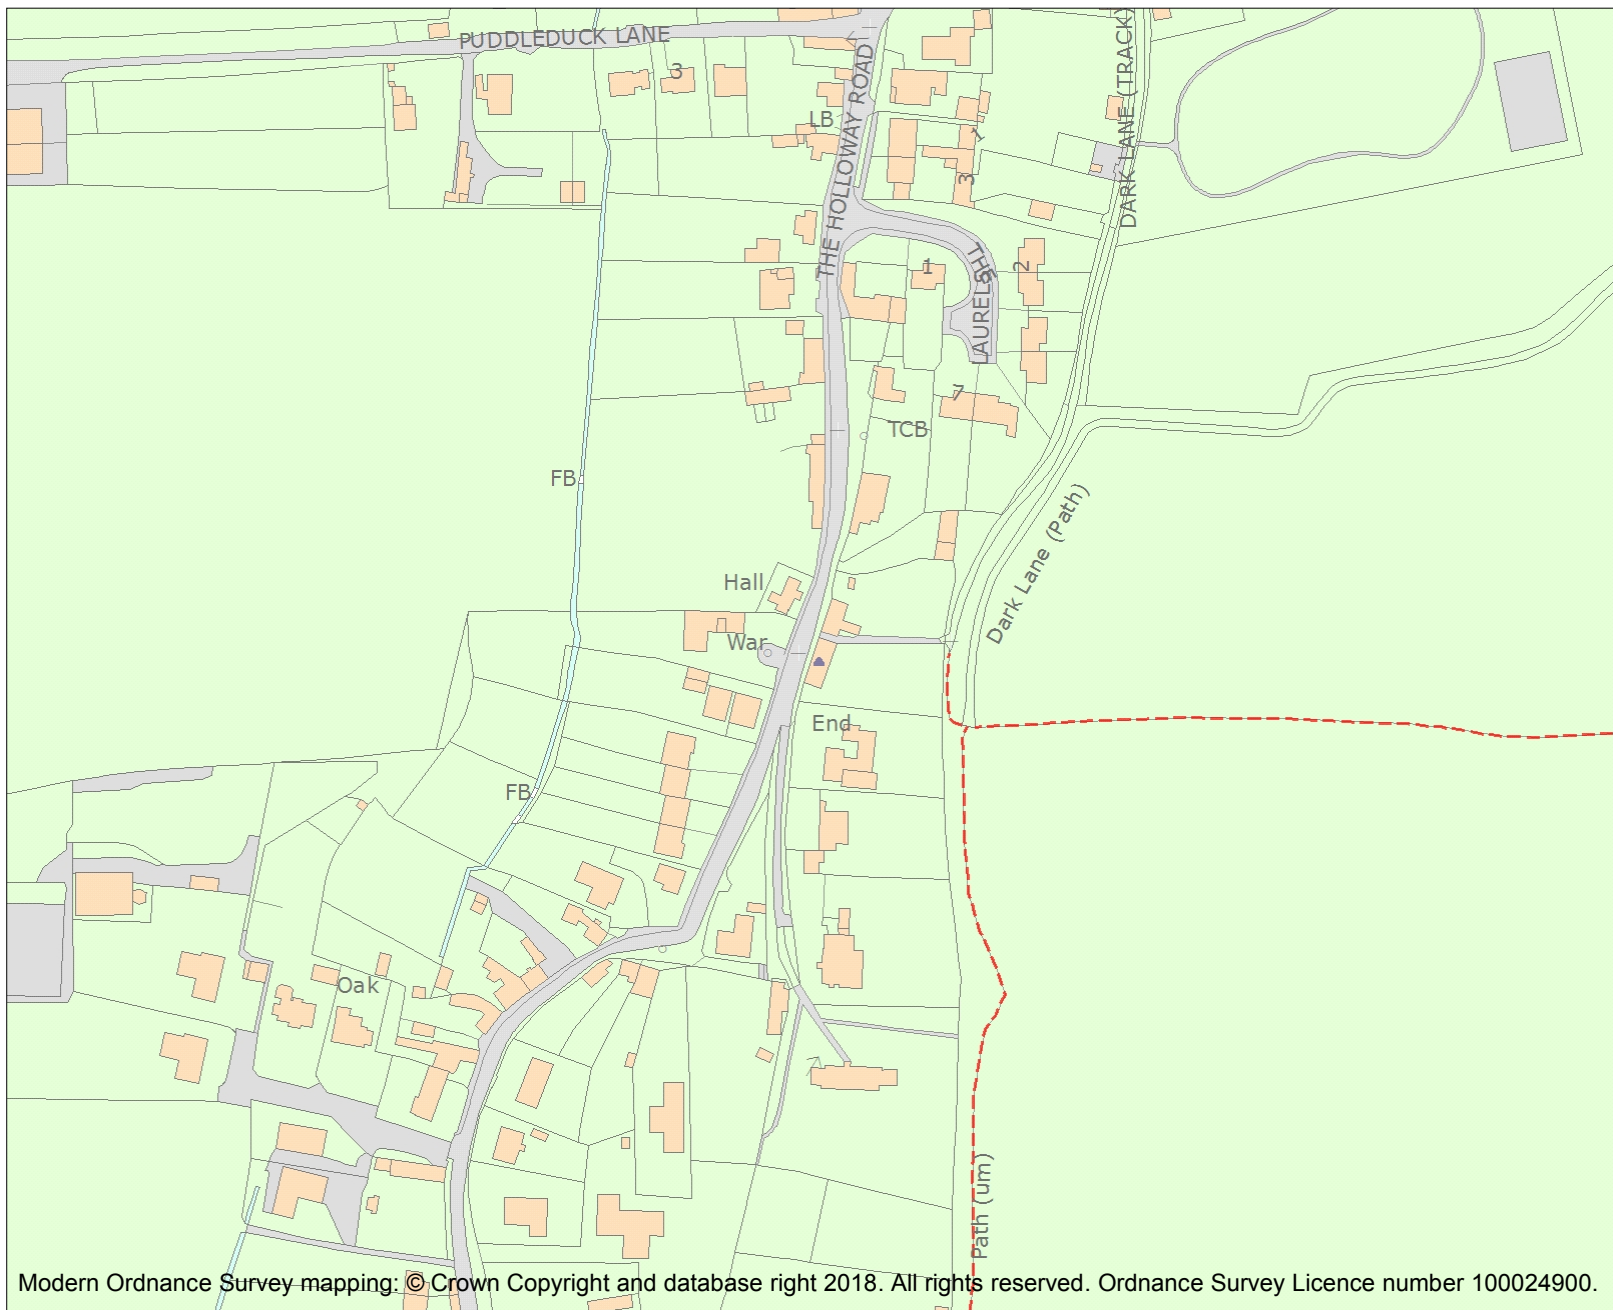 PUDDLEDUCK LANE
3
LB
THE HOLLOWAY ROAD
DARK LANE (TRACK)
1
3
THE
LAURELS
1
2
7
TCB
FB
Dark Lane (Path)
Hall
War
End
FB
Oak
Path (um)
Modern Ordnance Survey mapping: © Crown Copyright and database right 2018. All rights reserved. Ordnance Survey Licence number 100024900.